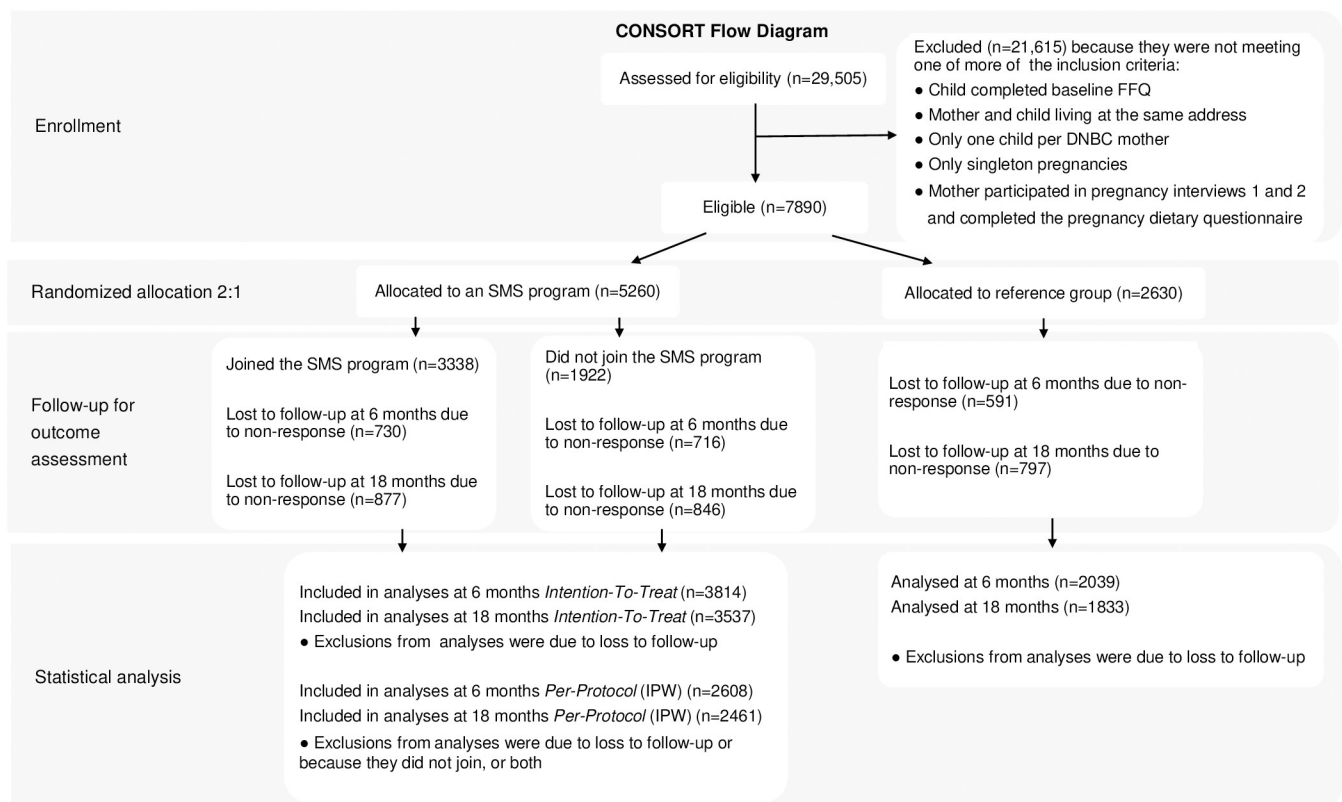 CONSORT Flow Diagram
Enrollment
Assessed for eligibility (n=29,505)
Excluded (n=21,615) because they were not meeting
one of more of the inclusion criteria:
● Child completed baseline FFQ
● Mother and child living at the same address
● Only one child per DNBC mother
● Only singleton pregnancies
● Mother participated in pregnancy interviews 1 and 2
and completed the pregnancy dietary questionnaire
Eligible (n=7890)
Randomized allocation 2:1
Allocated to an SMS program (n=5260)
Allocated to reference group (n=2630)
Follow-up for
outcome
assessment
Joined the SMS program (n=3338)
Lost to follow-up at 6 months due
to non-response (n=730)
Lost to follow-up at 18 months due
to non-response (n=877)
Did not join the SMS program
(n=1922)
Lost to follow-up at 6 months due
to non-response (n=716)
Lost to follow-up at 18 months due
to non-response (n=846)
Lost to follow-up at 6 months due to non-
response (n=591)
Lost to follow-up at 18 months due to
non-response (n=797)
Statistical analysis
Included in analyses at 6 months Intention-To-Treat (n=3814)
Included in analyses at 18 months Intention-To-Treat (n=3537)
● Exclusions from analyses were due to loss to follow-up
Included in analyses at 6 months Per-Protocol (IPW) (n=2608)
Included in analyses at 18 months Per-Protocol (IPW) (n=2461)
● Exclusions from analyses were due to loss to follow-up or
because they did not join, or both
Analysed at 6 months (n=2039)
Analysed at 18 months (n=1833)
● Exclusions from analyses were due to loss to follow-up